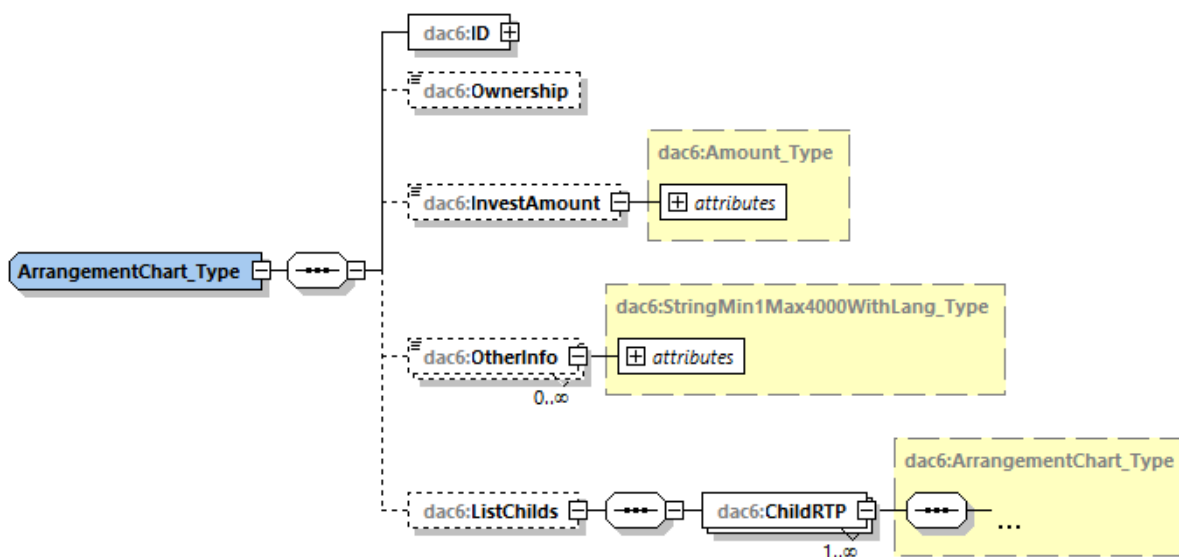 dac6:ID
dac6:Ownership
dac6:Amount_Type
dac6:InvestAmount
attributes
ArrangementChart_Type
dac6:StringMin1Max4000WithLang_Type
dac6:OtherInfo
attributes
0..∞
dac6:ArrangementChart_Type
dac6:ListChilds
dac6:ChildRTP
...
1..∞